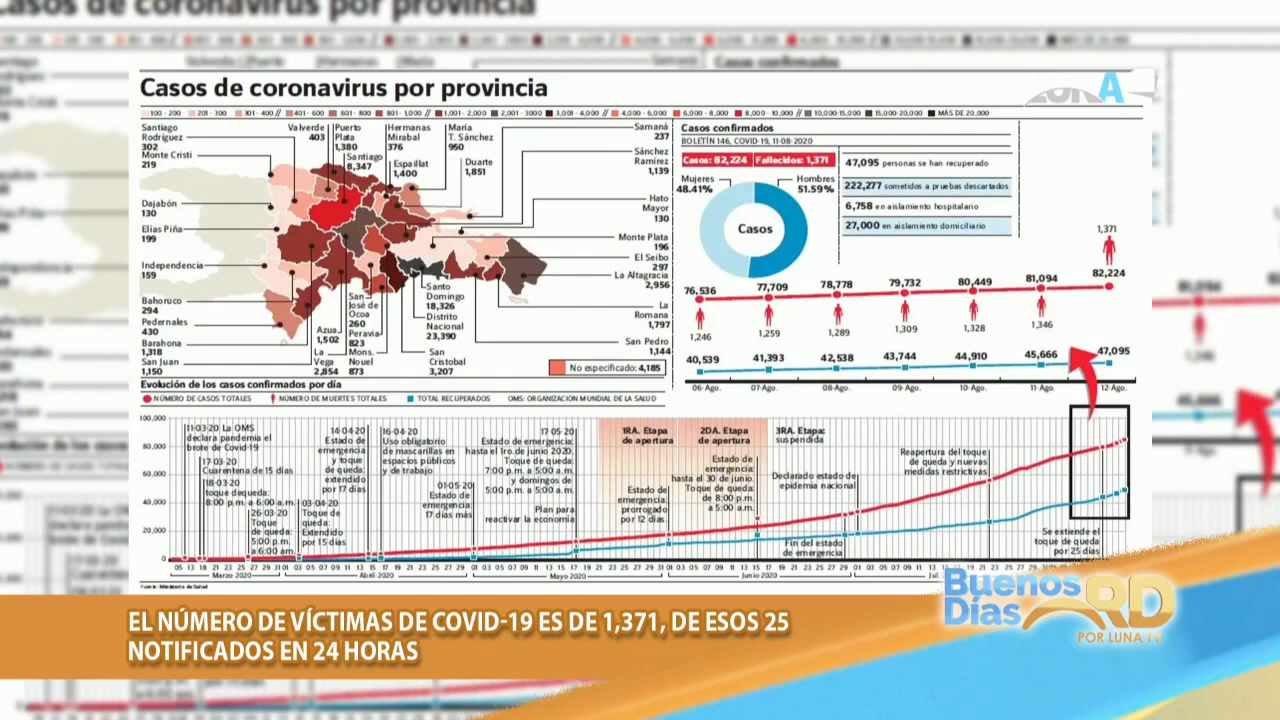 Casos de coronavirus por provincia
100 - 200 201 - 300 301- 400 // 401 - 600 601 - 800 801 - 1,000 // 1,001 - 2,000 2,001 - 3000 3,001 - 4,000 // 4,000 - 6,000 6,000 - 8,000 8,000 - 10,000 // 10,000-15,000 15,000-20,000 MÁS DE 20,000
Santiago
Rodríguez
302
Monte Cristi
219
Dajabón
130
Elías Piña
199
Independencia
159
Bahoruco
294
Pedernales
430
Barahona
1,318
San Juan
1,150
Valverde
403
Puerto
Plata
1,380
Santiago
8,347
Hermanas
Mirabal
376
Espaillat
1,400
María
T. Sánchez
950
Duarte
1,851
Samaná
237
Sánchez
Ramírez
1,139
Hato
Mayor
130
Monte Plata
196
El Seibo
297
La Altagracia
2,956
La
Romana
1,797
San Pedro
1,144
Azua
1,502
La
Vega
2,854
San
José de
Ocoa
260
Peravia
823
Mons.
Nouel
873
Santo
Domingo
18,326
Distrito
Nacional
23,390
San
Cristobal
3,207
No especificado: 4,185
Casos confirmados
BOLETÍN 146, COVID-19, 11-08-2020
Casos: 82,224 Fallecidos: 1,371
Mujeres
48.41%
Hombres
51.59%
Casos
47,095 personas se han recuperado
222,277 sometidos a pruebas descartados
6,758 en aislamiento hospitalario
27,000 en aislamiento domiciliario
76,536 77,709 78,778 79,732 80,449 81,094 82,224
1,246 1,259 1,289 1,309 1,328 1,346 1,371
40,539 41,393 42,538 43,744 44,910 45,666 47,095
06-Ago. 07-Ago. 08-Ago. 09-Ago. 10-Ago. 11-Ago. 12-Ago.
Evolución de los casos confirmados por día
NÚMERO DE CASOS TOTALES NÚMERO DE MUERTES TOTALES TOTAL RECUPERADOS OMS: ORGANIZACIÓN MUNDIAL DE LA SALUD
100,000
80,000
60,000
40,000
20,000
0
11-03-20 La OMS
declara pandemia el
brote de Covid-19
17-03-20
Cuarentena de 15 días
18-03-20
toque de queda:
8:00 p.m. a 6:00 a.m.
26-03-20
Toque
de queda:
5:00 p.m.
a 6:00 am.
03-04-20
Toque de
queda:
Extendido
por 15 días
14-04-20
Estado de
emergencia
y toque
de queda:
extendido
por 17 días
16-04-20
Uso obligatorio
de mascarillas en
espacios públicos
y de trabajo
01-05-20
Estado de
emergencia:
17 días más
17-05-20
Estado de emergencia:
hasta el 1ro.de junio 2020.
Toque de queda:
7:00 p.m. a 5:00 a.m.
y domingos de
5:00 p.m. a 5:00 a.m.
Plan para
reactivar la economía
1RA. Etapa
de apertura
Estado de
emergencia:
prorrogado
por 12 días.
2DA. Etapa
de apertura
Estado de
emergencia:
hasta el 30 de junio.
Toque de queda:
de 8:00 p.m.
a 5:00 am.
3RA. Etapa:
suspendida
Declarado estado de
epidemia nacional
Fin del estado
de emergencia
Reapertura del toque
de queda y nuevas
medidas restrictivas
Se extiende el
toque de queda
por 25 días
Marzo-2020 Abril-2020 Mayo-2020 Junio-2020 Jul.
Fuente: Ministerio de Salud
EL NÚMERO DE VÍCTIMAS DE COVID-19 ES DE 1,371, DE ESOS 25
NOTIFICADOS EN 24 HORAS
Buenos
Días RD
POR LUNA TV